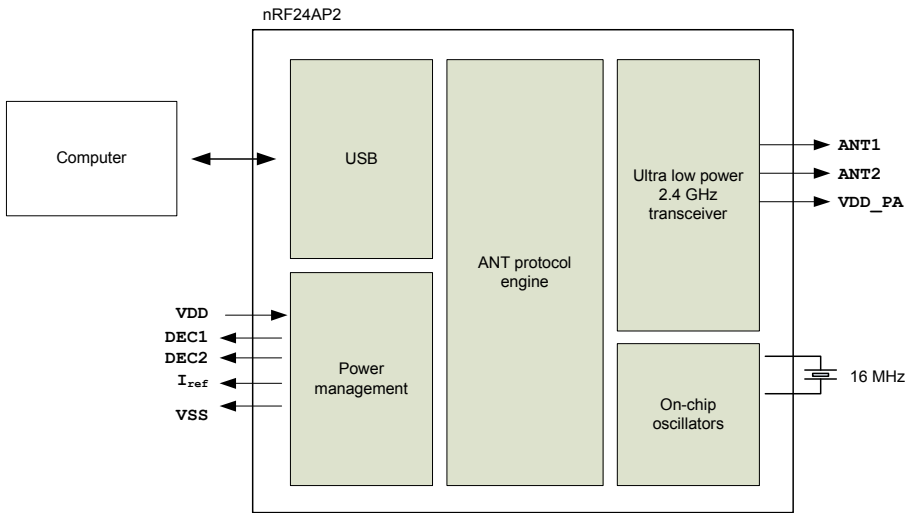 nRF24AP2
Computer
USB
ANT protocol
engine
Ultra low power
2.4 GHz
transceiver
ANT1
ANT2
VDD_PA
VDD
DEC1
DEC2
Iref
VSS
Power
management
On-chip
oscillators
16 MHz